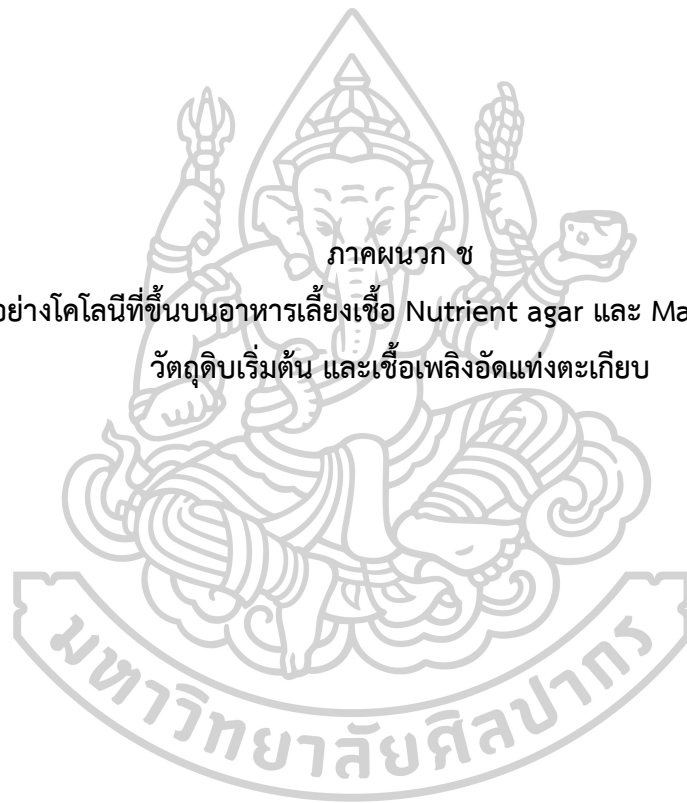 ภาคผนวก ช
อย่างโคโลนีที่ขึ้นบนอาหารเลี้ยงเชื้อ Nutrient agar และ Ma
วัตถุดิบเริ่มต้น และเชื้อเพลิงอัดแท่งตะเกียบ
มหาวิทยาลัยศิลปากร